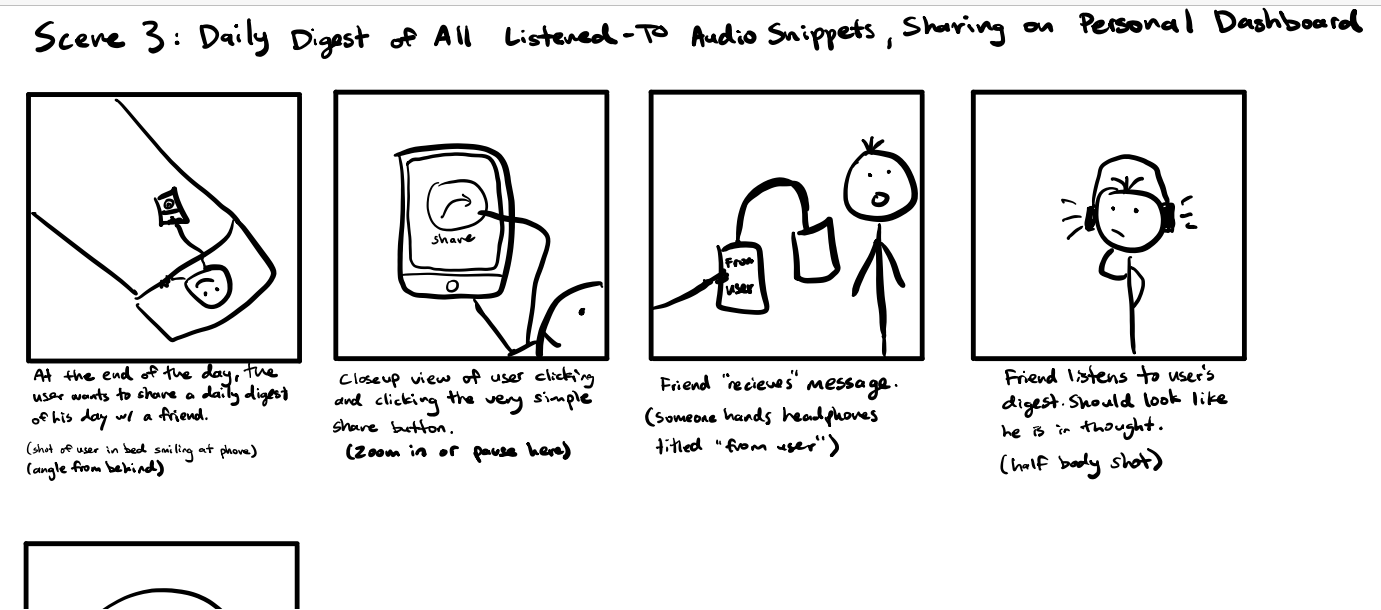 Scene 3: Daily Digest of All Listened-To Audio Snippets, Sharing on Personal Dashboard
At the end of the day, the
user wants to share a daily digest
of his day w/ a friend.
(shot of user in bed smiling at phone)
(angle from behind)
share
Closeup view of user clicking
and clicking the very simple
share button.
(zoom in or pause here)
From
user
Friend "recieves" message.
(someone hands headphones
titled "from user")
Friend listens to user's
digest. Should look like
he is in thought.
(half body shot)